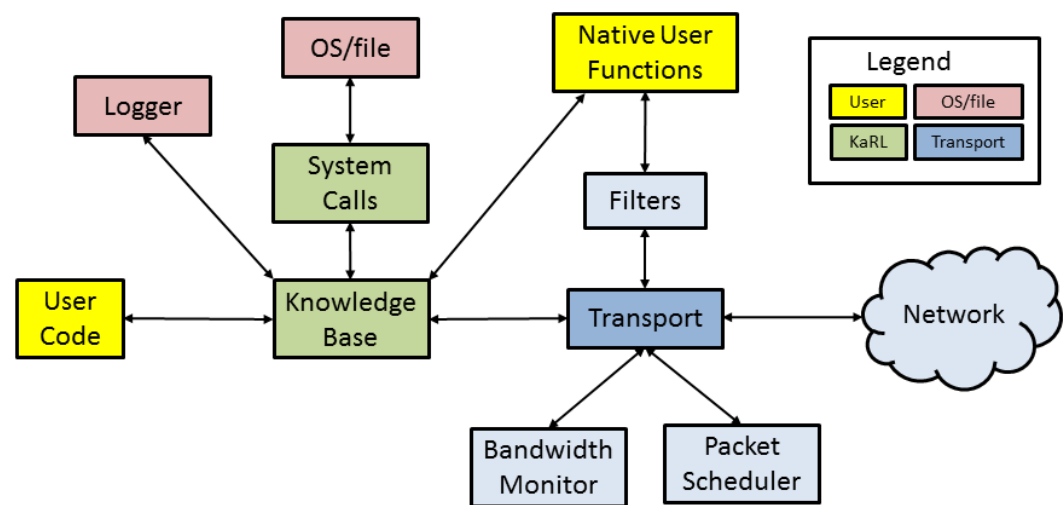 OS/file
Native User
Functions
Legend
User
OS/file
KaRL
Transport
Logger
System
Calls
Filters
User
Code
Knowledge
Base
Transport
Network
Bandwidth
Monitor
Packet
Scheduler